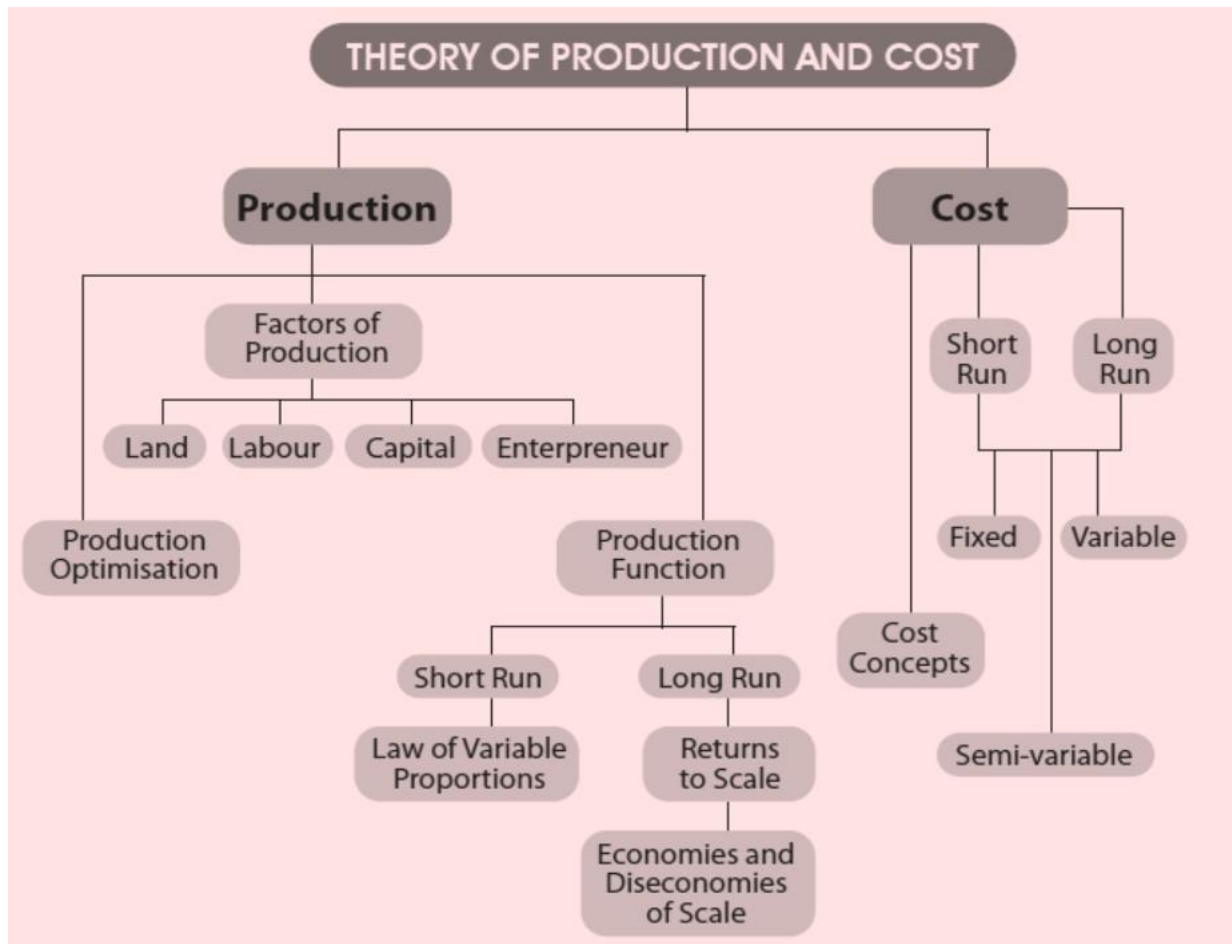 THEORY OF PRODUCTION AND COST
Production
Cost
Factors of
Production
Short
Run
Long
Run
Land
Labour
Capital
Enterpreneur
Production
Optimisation
Production
Function
Fixed
Variable
Cost
Concepts
Short Run
Long Run
Law of Variable
Proportions
Returns
to Scale
Semi-variable
Economies and
Diseconomies
of Scale